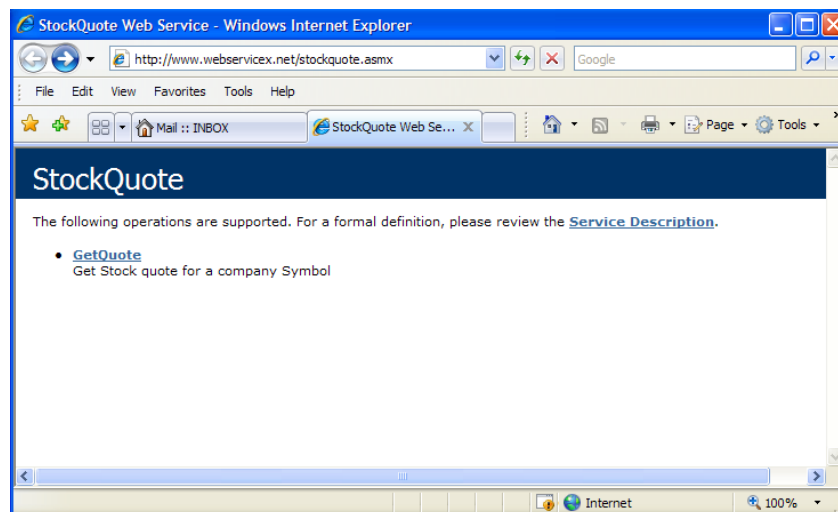 StockQuote Web Service - Windows Internet Explorer
http://www.webservicex.net/stockquote.asmx Google
File Edit View Favorites Tools Help
Mail :: INBOX StockQuote Web Se... Page Tools
StockQuote
The following operations are supported. For a formal definition, please review the Service Description.
• GetQuote
Get Stock quote for a company Symbol
Internet 100%